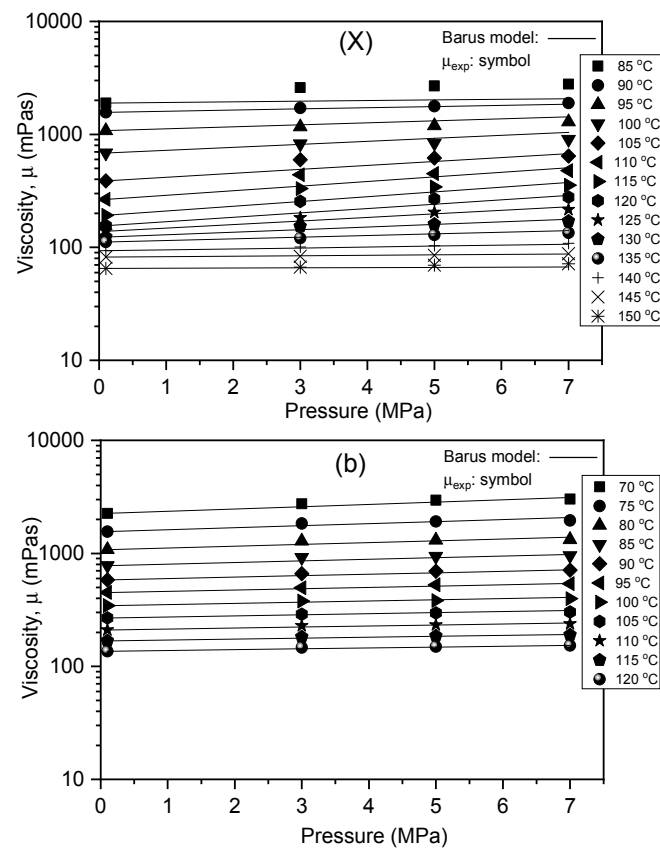 10000
(X)
Barus model:
μexp: symbol
85 °C
90 °C
95 °C
100 °C
105 °C
110 °C
115 °C
120 °C
125 °C
130 °C
135 °C
140 °C
145 °C
150 °C
1000
100
10
Viscosity, μ (mPas)
0 1 2 3 4 5 6 7
Pressure (MPa)
10000
(b)
Barus model:
μexp: symbol
70 °C
75 °C
80 °C
85 °C
90 °C
95 °C
100 °C
105 °C
110 °C
115 °C
120 °C
1000
100
10
Viscosity, μ (mPas)
0 1 2 3 4 5 6 7
Pressure (MPa)